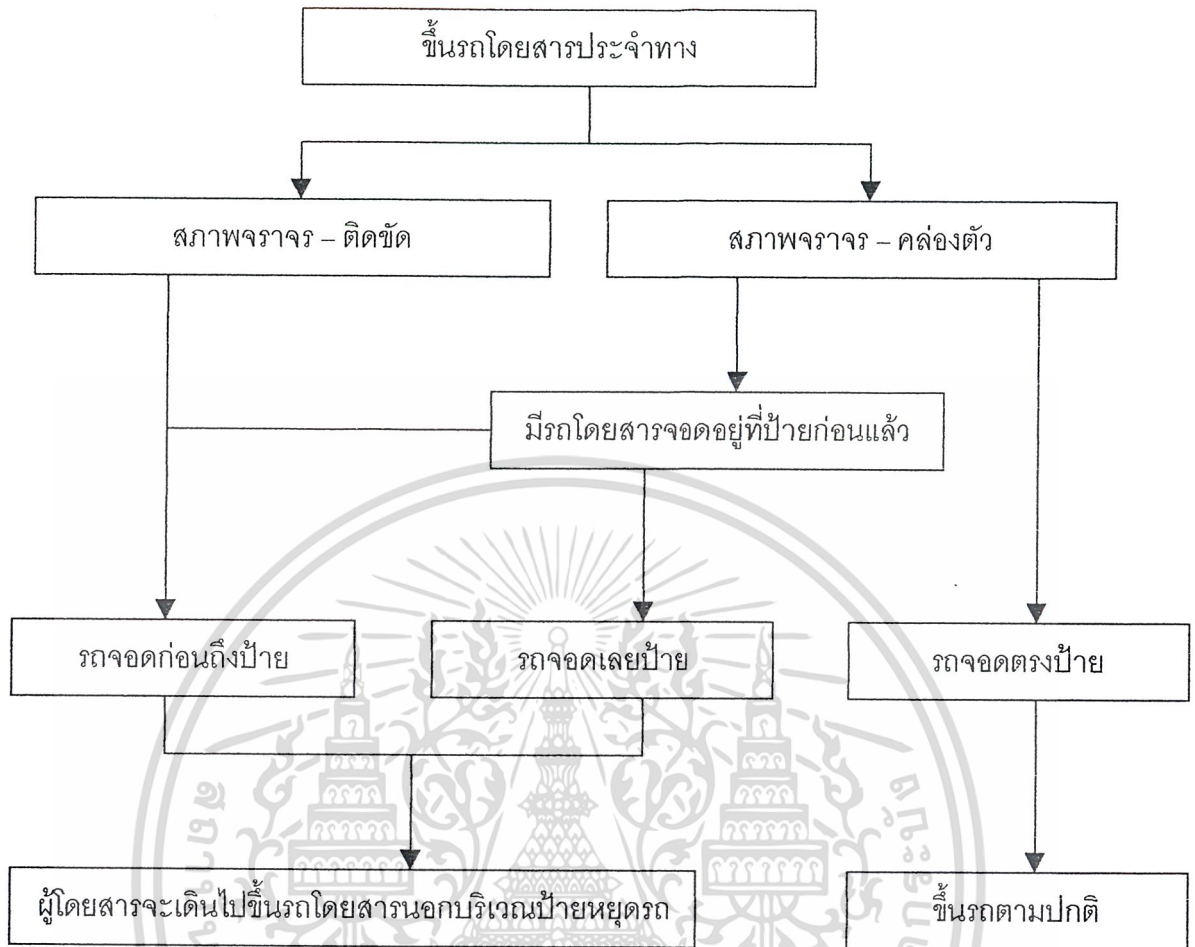 ขึ้นรถโดยสารประจำทาง
สภาพจราจร – ติดขัด
สภาพจราจร – คล่องตัว
มีรถโดยสารจอดอยู่ที่ป้ายก่อนแล้ว
รถจอดก่อนถึงป้าย
รถจอดเลยป้าย
รถจอดตรงป้าย
ผู้โดยสารจะเดินไปขึ้นรถโดยสารนอกบริเวณป้ายหยุดรถ
ขึ้นรถตามปกติ